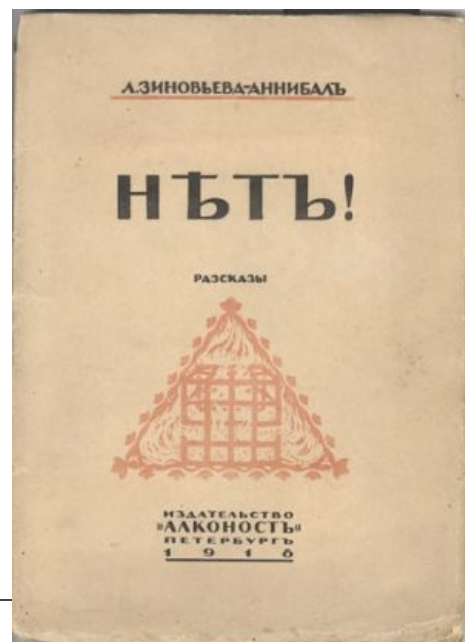 Л.ЗИНОВЬЕВА-АННИБАЛЪ
НѢТЪ!
РАЗСКАЗЫ
ИЗДАТЕЛЬСТВО
„АЛКОНОСТЪ“
ПЕТЕРБУРГЪ
1918